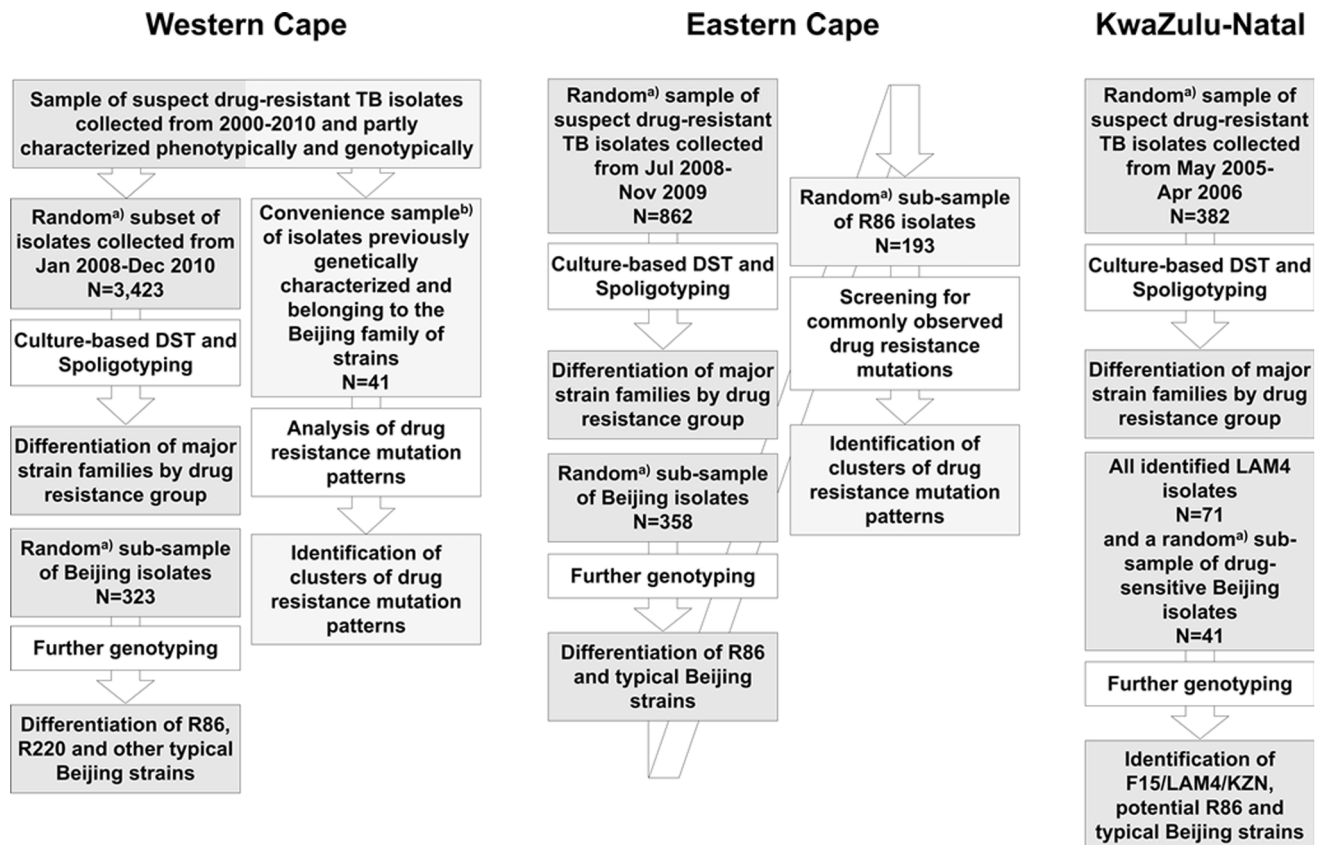 Western Cape
Sample of suspect drug-resistant TB isolates
collected from 2000-2010 and partly
characterized phenotypically and genotypically
Random a) subset of
isolates collected from
Jan 2008-Dec 2010
N=3,423
Culture-based DST and
Spoligotyping
Differentiation of major
strain families by drug
resistance group
Random a) sub-sample
of Beijing isolates
N=323
Further genotyping
Differentiation of R86,
R220 and other typical
Beijing strains
Convenience sample b)
of isolates previously
genetically
characterized and
belonging to the
Beijing family of
strains
N=41
Analysis of drug
resistance mutation
patterns
Identification of
clusters of drug
resistance mutation
patterns
Eastern Cape
Random a) sample of
suspect drug-resistant
TB isolates collected
from Jul 2008-
Nov 2009
N=862
Culture-based DST and
Spoligotyping
Differentiation of major
strain families by drug
resistance group
Random a) sub-sample
of Beijing isolates
N=358
Further genotyping
Differentiation of R86
and typical Beijing
strains
Random a) sub-sample
of R86 isolates
N=193
Screening for
commonly observed
drug resistance
mutations
Identification of
clusters of drug
resistance mutation
patterns
KwaZulu-Natal
Random a) sample of
suspect drug-resistant
TB isolates collected
from May 2005-
Apr 2006
N=382
Culture-based DST and
Spoligotyping
Differentiation of major
strain families by drug
resistance group
All identified LAM4
isolates
N=71
and a random a) sub-
sample of drug-
sensitive Beijing
isolates
N=41
Further genotyping
Identification of
F15/LAM4/KZN,
potential R86 and
typical Beijing strains